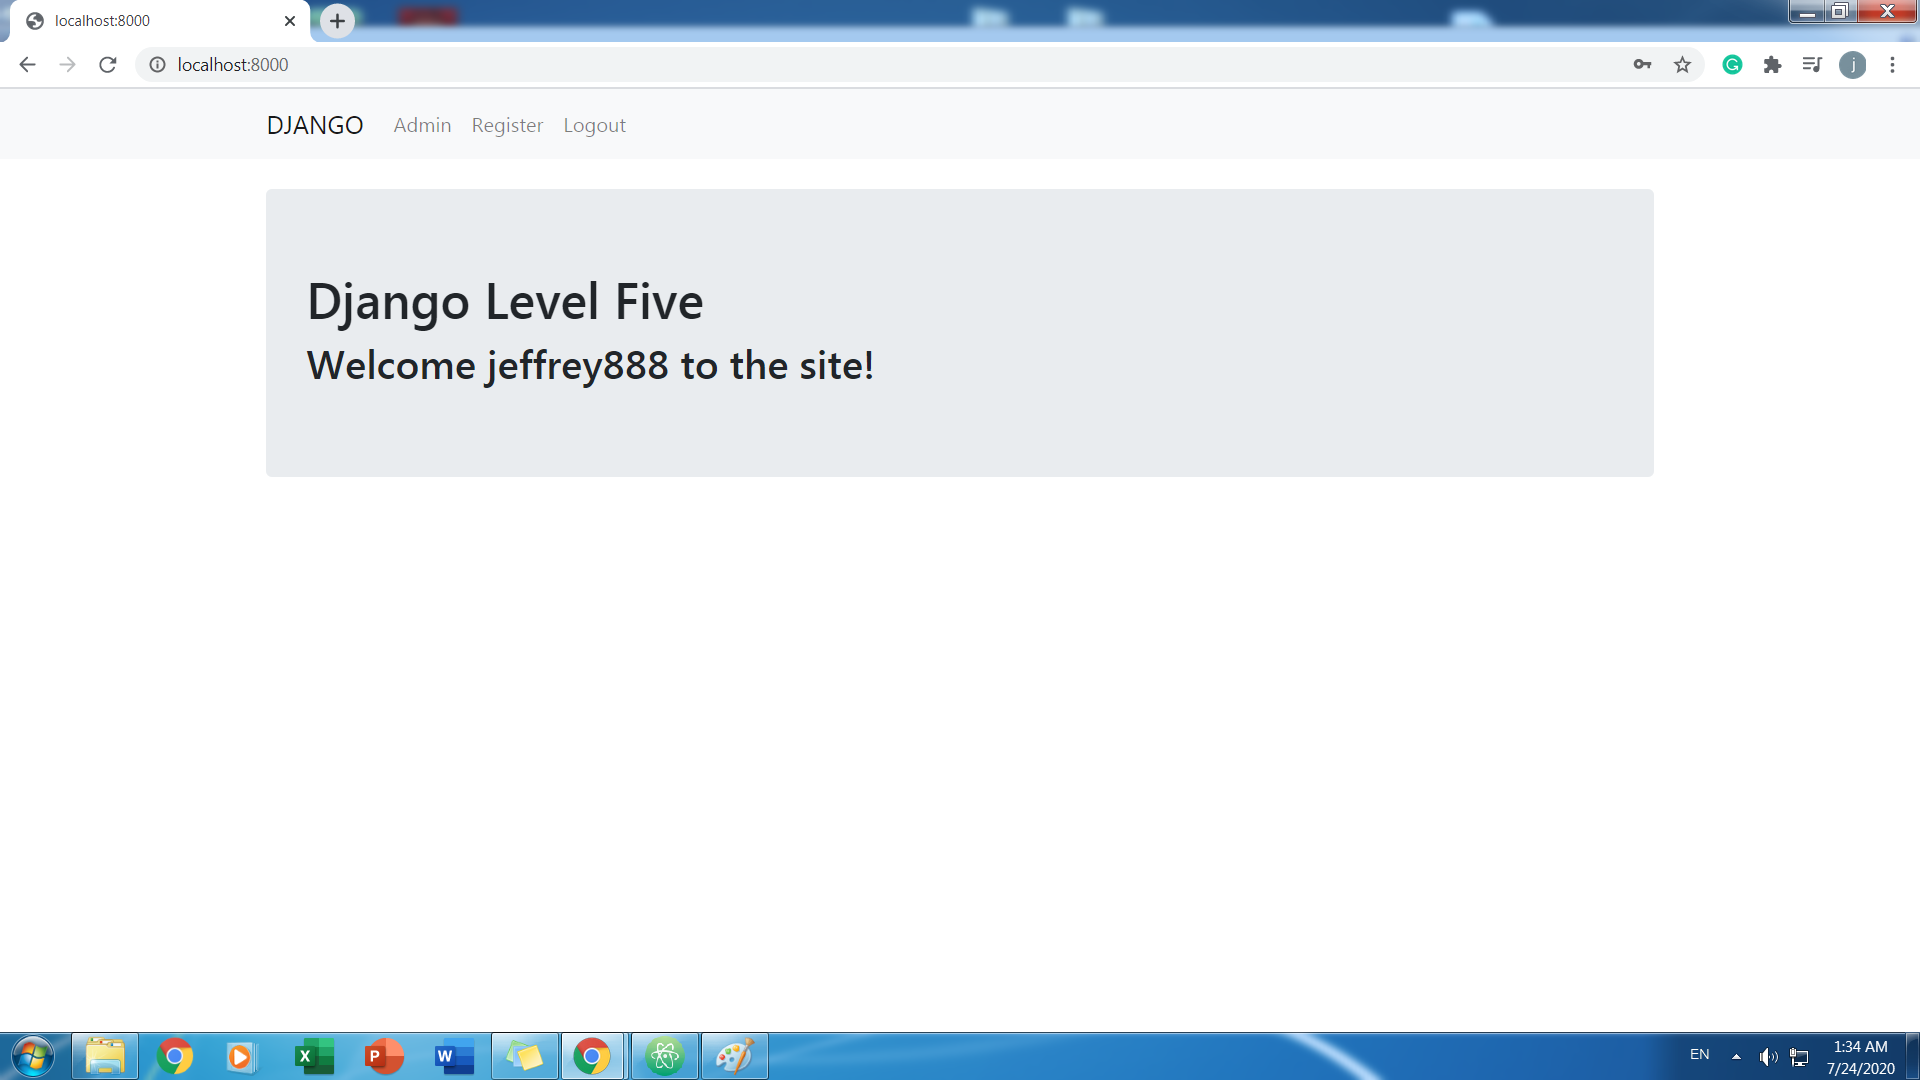 localhost:8000
localhost:8000
j
DJANGO Admin Register Logout
Django Level Five
Welcome jeffrey888 to the site!
EN
1:34 AM
7/24/2020